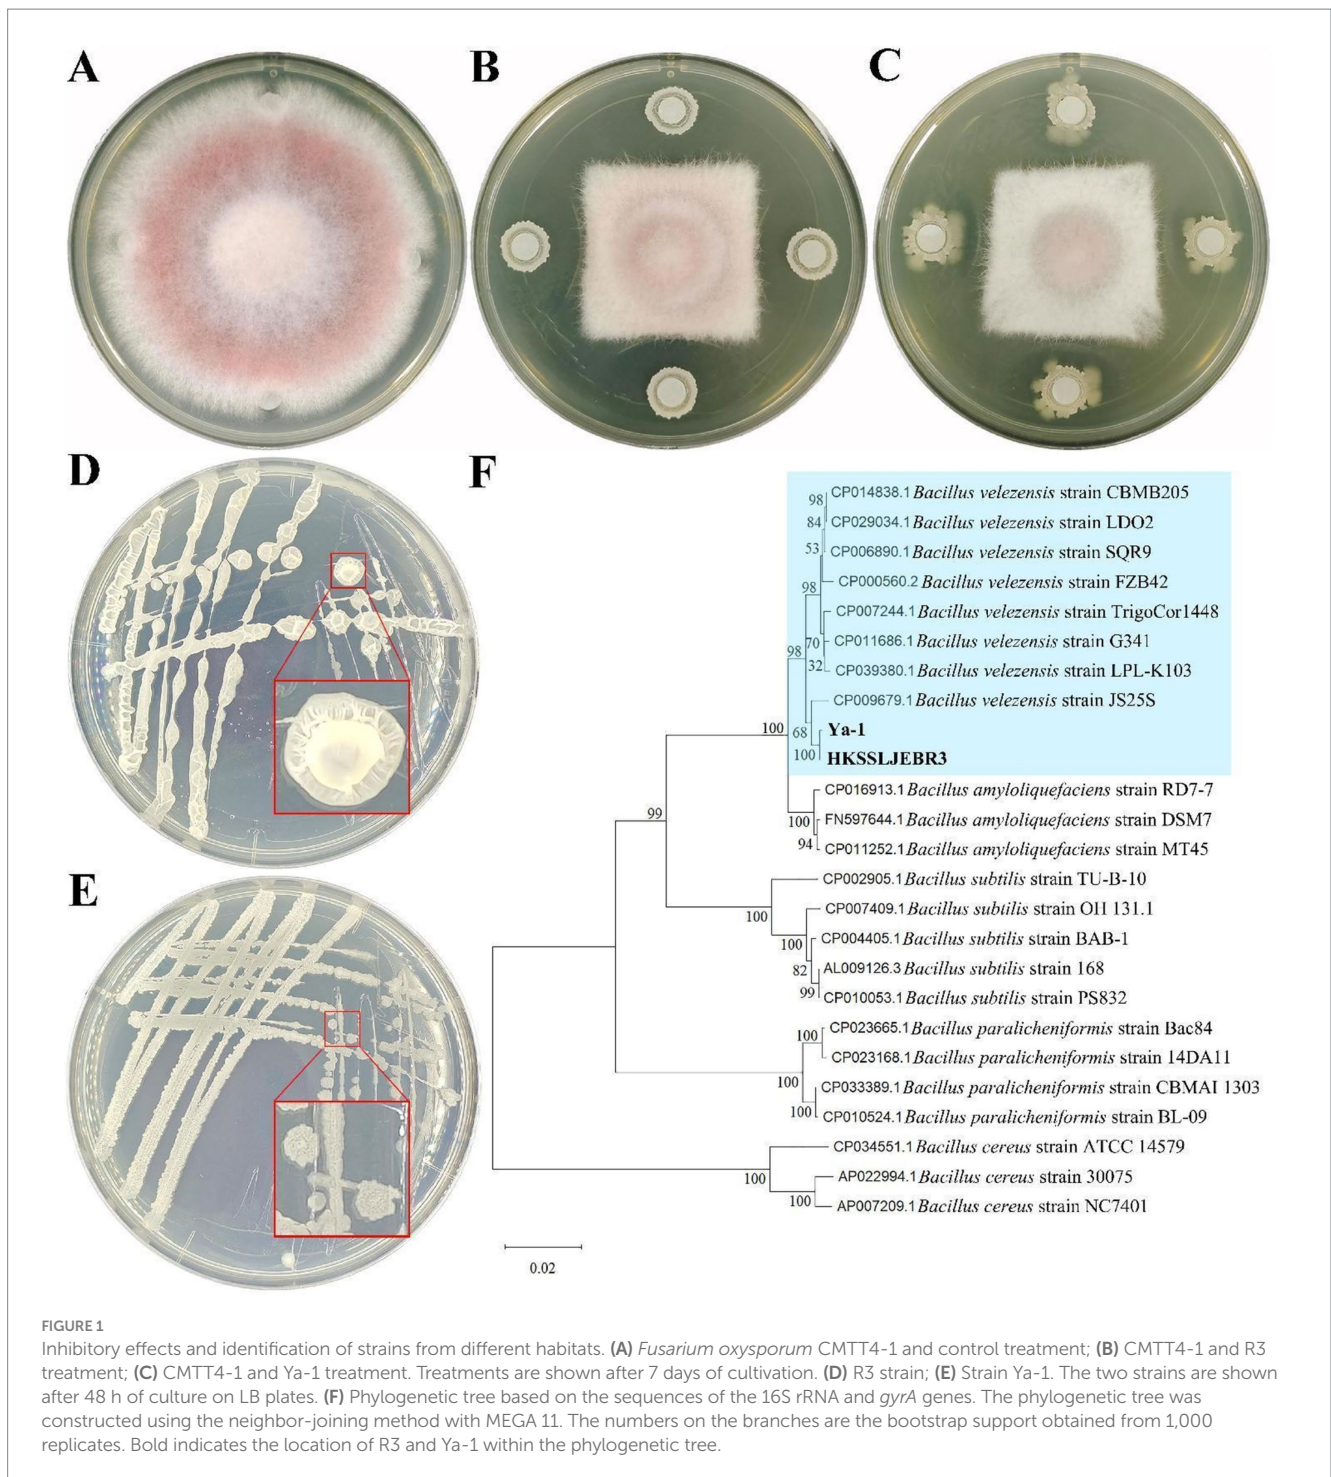 A
B
C
D
E
F
98
CP014838.1 Bacillus velezensis strain CBMB205
84
CP029034.1 Bacillus velezensis strain LDO2
53
CP006890.1 Bacillus velezensis strain SQR9
98
CP000560.2 Bacillus velezensis strain FZB42
CP007244.1 Bacillus velezensis strain TrigoCor1448
70
CP011686.1 Bacillus velezensis strain G341
98
32
CP039380.1 Bacillus velezensis strain LPL-K103
CP009679.1 Bacillus velezensis strain JS25S
100
68
Ya-1
100
HKSSLJEBR3
CP016913.1 Bacillus amyloliquefaciens strain RD7-7
99
100
FN597644.1 Bacillus amyloliquefaciens strain DSM7
94
CP011252.1 Bacillus amyloliquefaciens strain MT45
CP002905.1 Bacillus subtilis strain TU-B-10
100
CP007409.1 Bacillus subtilis strain OH 131.1
100
CP004405.1 Bacillus subtilis strain BAB-1
82
AL009126.3 Bacillus subtilis strain 168
99
CP010053.1 Bacillus subtilis strain PS832
100
CP023665.1 Bacillus paralicheniformis strain Bac84
CP023168.1 Bacillus paralicheniformis strain 14DA11
100
CP033389.1 Bacillus paralicheniformis strain CBMAI 1303
100
CP010524.1 Bacillus paralicheniformis strain BL-09
CP034551.1 Bacillus cereus strain ATCC 14579
100
AP022994.1 Bacillus cereus strain 30075
100
AP007209.1 Bacillus cereus strain NC7401
0.02
FIGURE 1
Inhibitory effects and identification of strains from different habitats. (A) Fusarium oxysporum CMTT4-1 and control treatment; (B) CMTT4-1 and R3
treatment; (C) CMTT4-1 and Ya-1 treatment. Treatments are shown after 7 days of cultivation. (D) R3 strain; (E) Strain Ya-1. The two strains are shown
after 48 h of culture on LB plates. (F) Phylogenetic tree based on the sequences of the 16S rRNA and gyrA genes. The phylogenetic tree was
constructed using the neighbor-joining method with MEGA 11. The numbers on the branches are the bootstrap support obtained from 1,000
replicates. Bold indicates the location of R3 and Ya-1 within the phylogenetic tree.